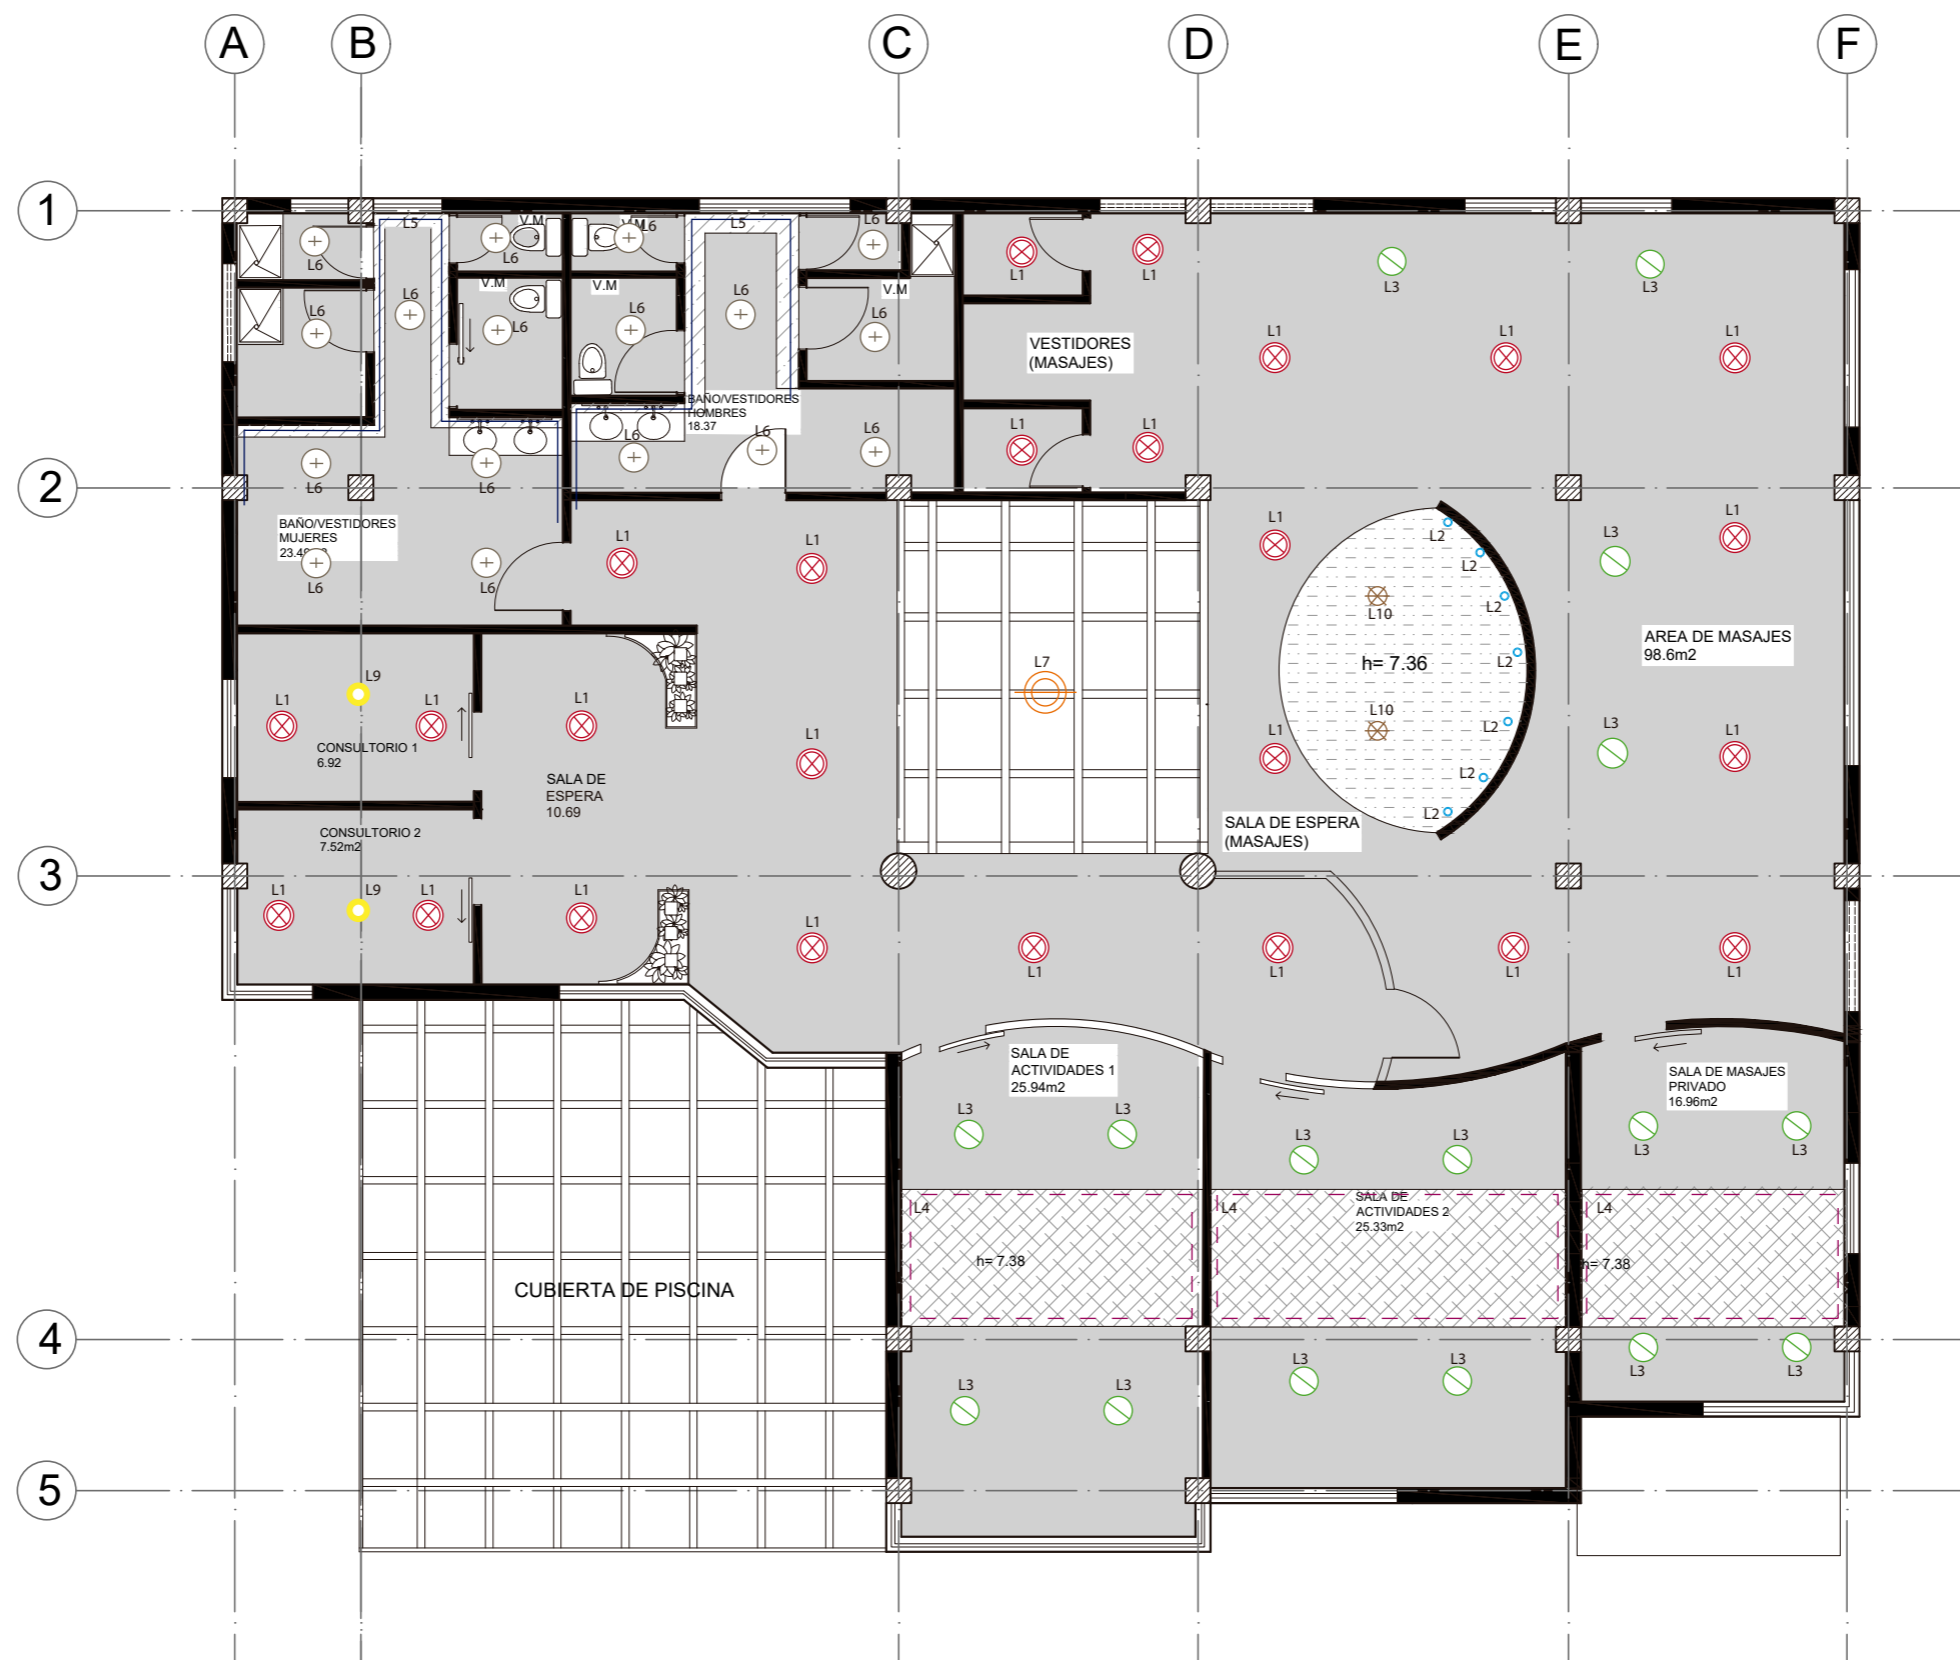 A B C D E F
1
L5
V.M
V.M
L6
L5
L6
L6
L6
L6
L1
L1
L3
L3
V.M
V.M
V.M
L6
L6
L6
L6
L6
L6
L1
L1
L1
VESTIDORES
(MASAJES)
BAÑO/VESTIDORES
HOMBRES
18.37
L6
L6
L6
L1
L1
L6
L6
2
BAÑO/VESTIDORES
MUJERES
L6
L6
L1
L1
L1
L1
L3
L2
L2
L2
L2
L2
L2
L2
L10
h= 7.36
L10
AREA DE MASAJES
98.6m2
L7
L9
L1
L1
L1
L1
L1
L3
L1
CONSULTORIO 1
6.92
SALA DE
ESPERA
10.69
SALA DE ESPERA
(MASAJES)
CONSULTORIO 2
7.52m2
3
L1
L9
L1
L1
L1
L1
L1
L1
L1
SALA DE
ACTIVIDADES 1
25.94m2
SALA DE MASAJES
PRIVADO
16.96m2
L3
L3
L3
L3
L3
L3
L4
L4
SALA DE
ACTIVIDADES 2
25.33m2
L4
h= 7.38
h= 7.38
CUBIERTA DE PISCINA
4
L3
L3
L3
L3
L3
L3
5